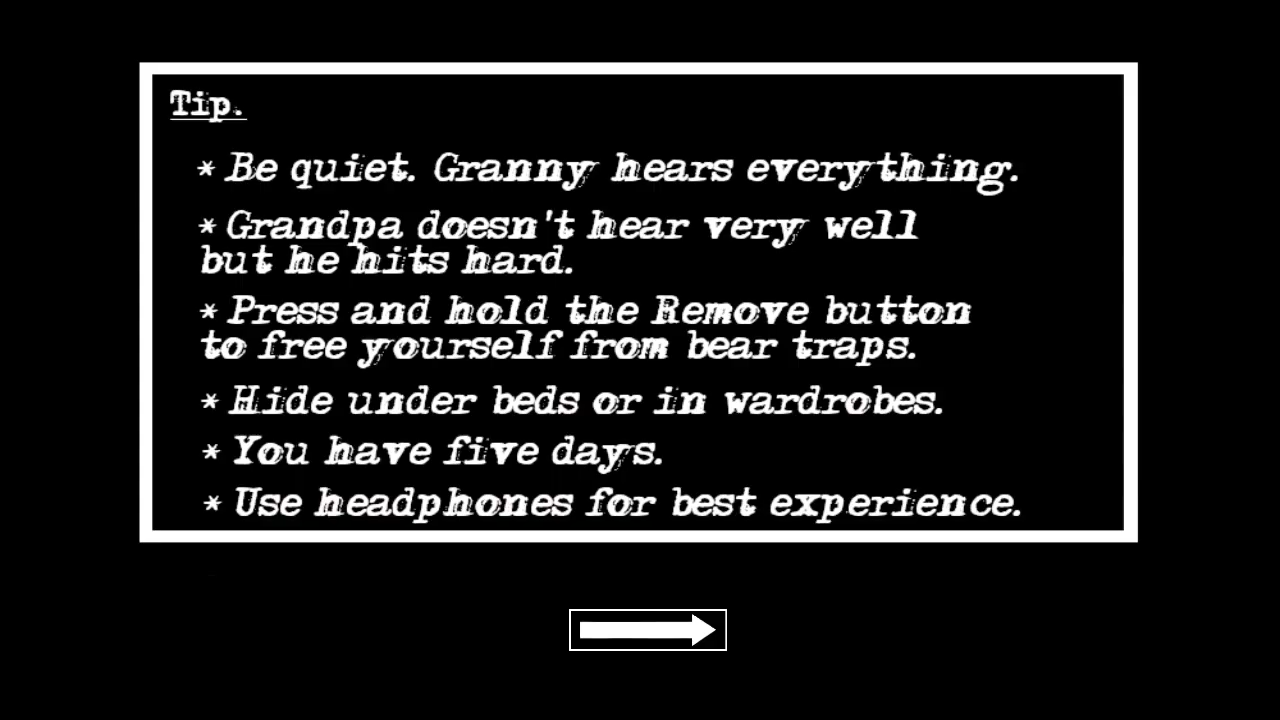 Tip.
* Be quiet. Granny hears everything.
* Grandpa doesn't hear very well
but he hits hard.
* Press and hold the Remove button
to free yourself from bear traps.
* Hide under beds or in wardrobes.
* You have five days.
* Use headphones for best experience.